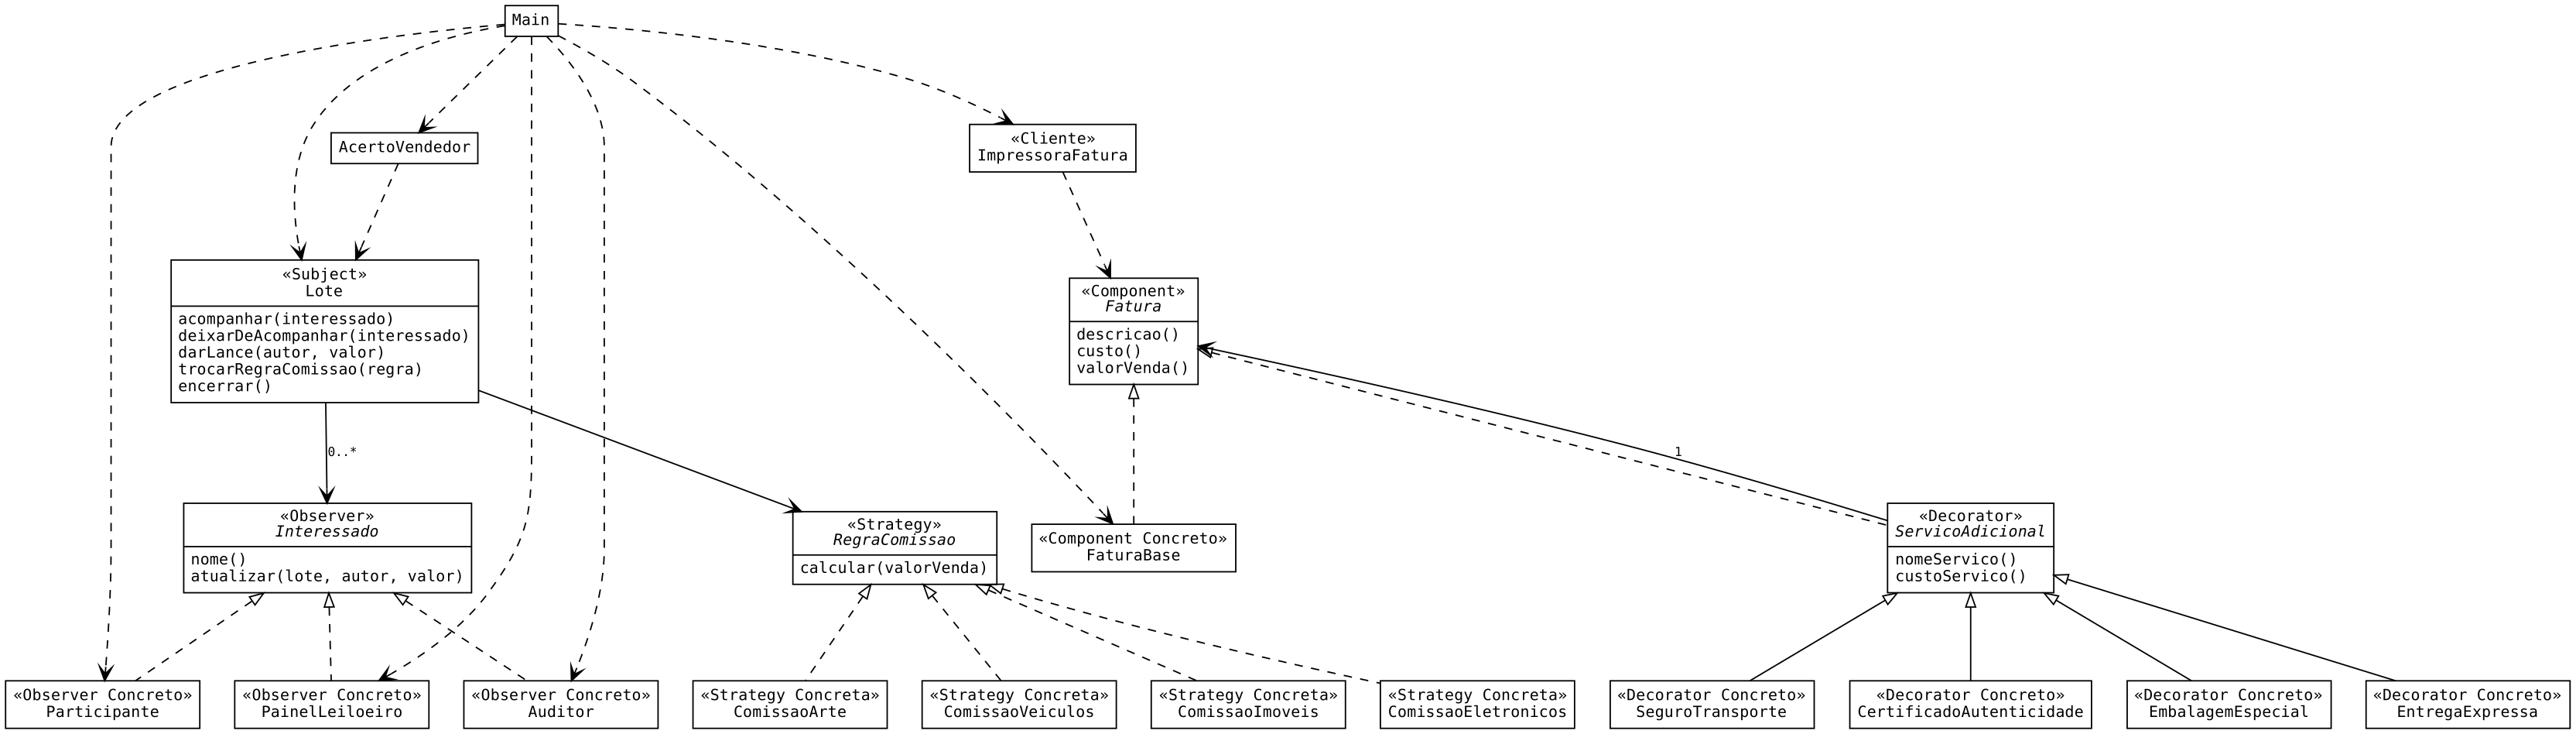 Main
AcertoVendedor
«Cliente»
ImpressoraFatura
«Subject»
Lote
acompanhar(interessado)
deixarDeAcompanhar(interessado)
darLance(autor, valor)
trocarRegraComissao(regra)
encerrar()
«Component»
Fatura
descricao()
custo()
valorVenda()
0..*
1
«Observer»
Interessado
nome()
atualizar(lote, autor, valor)
«Strategy»
RegraComissao
calcular(valorVenda)
«Component Concreto»
FaturaBase
«Decorator»
ServicoAdicional
nomeServico()
custoServico()
«Observer Concreto»
Participante
«Observer Concreto»
PainelLeiloeiro
«Observer Concreto»
Auditor
«Strategy Concreta»
ComissaoArte
«Strategy Concreta»
ComissaoVeiculos
«Strategy Concreta»
ComissaoImoveis
«Strategy Concreta»
ComissaoEletronicos
«Decorator Concreto»
SeguroTransporte
«Decorator Concreto»
CertificadoAutenticidade
«Decorator Concreto»
EmbalagemEspecial
«Decorator Concreto»
EntregaExpressa